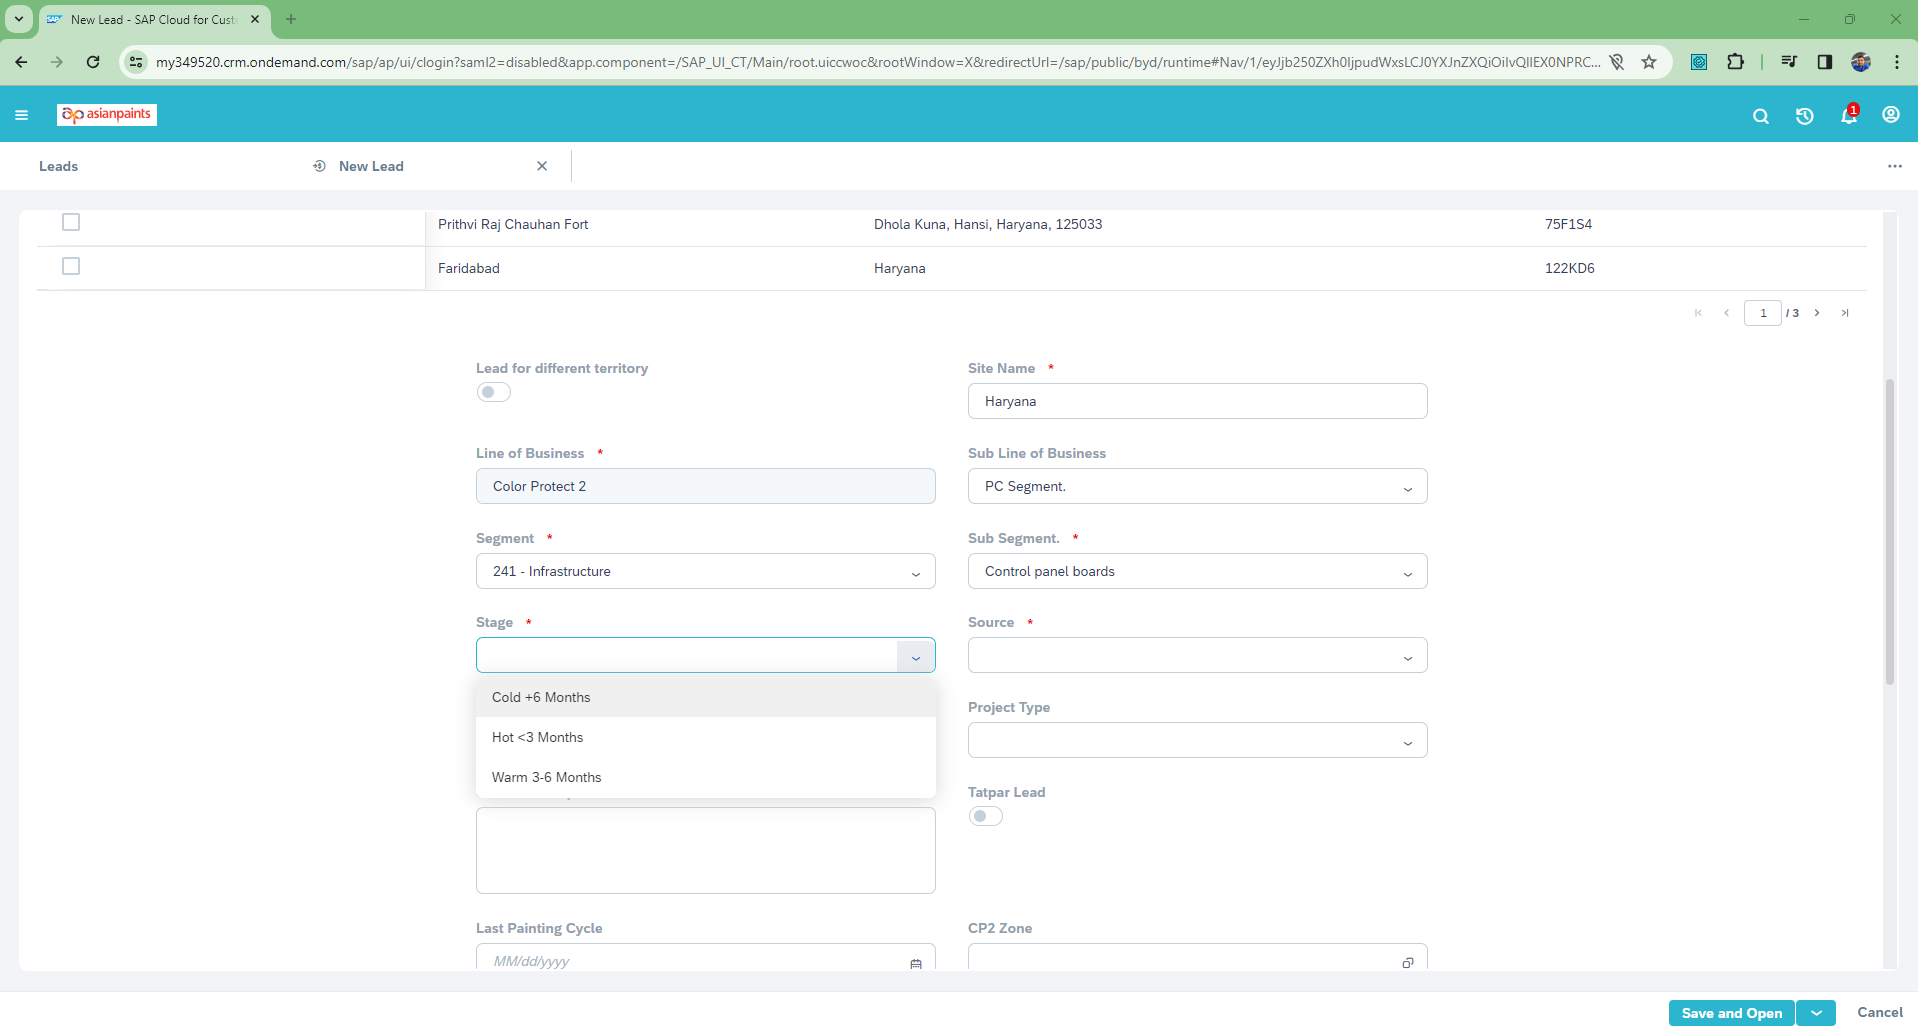 New Lead - SAP Cloud for Cust
my349520.crm.ondemand.com/sap/ap/ui/clogin?saml2=disabled&app.component=/SAP_UI_CT/Main/root.uiccwoc&rootWindow=X&redirectUrl=/sap/public/byd/runtime#Nav/1/eyJjb250ZXh0IjpudWxsLCJ0YXJnZXQiOiIvQllEX0NPRC...
asianpaints
1
Leads
New Lead
Prithvi Raj Chauhan Fort
Dhola Kuna, Hansi, Haryana, 125033
75F1S4
Faridabad
Haryana
122KD6
1 / 3
Lead for different territory
Site Name *
Haryana
Line of Business *
Sub Line of Business
Color Protect 2
PC Segment.
Segment *
Sub Segment. *
241 - Infrastructure
Control panel boards
Stage *
Source *
Cold +6 Months
Project Type
Hot <3 Months
Warm 3-6 Months
Tatpar Lead
Last Painting Cycle
CP2 Zone
MM/dd/yyyy
Save and Open
Cancel